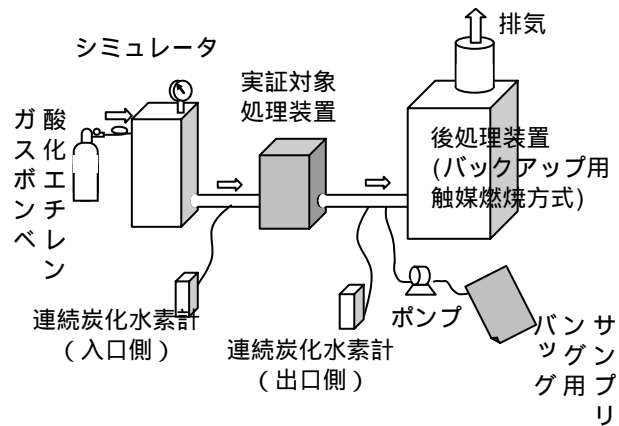 シミュレータ
排気
実証対象
処理装置
酸化エチレン
ガスボンベ
後処理装置
(バックアップ用
触媒燃焼方式)
ポンプ
連続炭化水素計
(入口側)
連続炭化水素計
(出口側)
サンプリ
ング用
バッグ